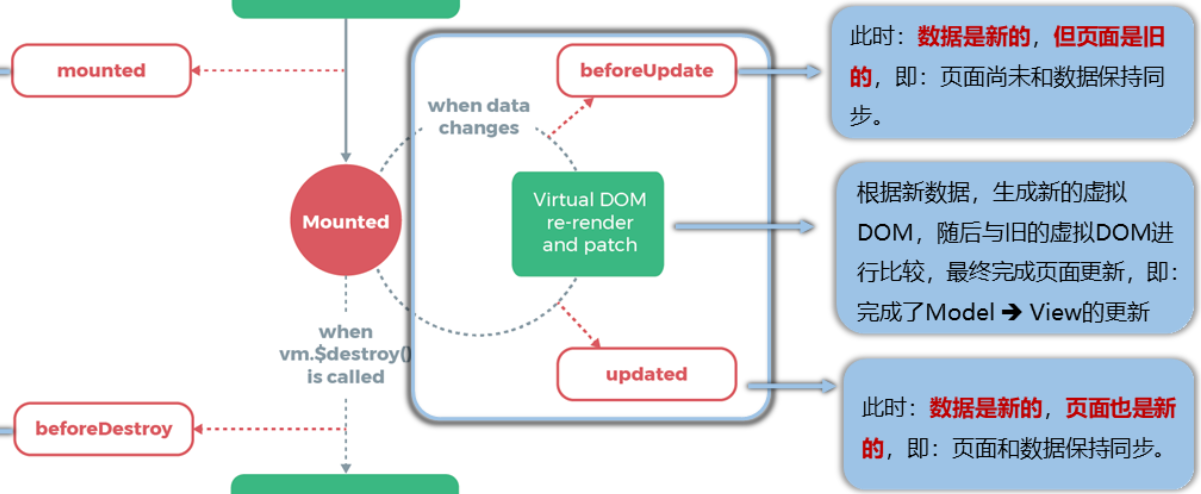 mounted
beforeUpdate
when data
changes
Mounted
Virtual DOM
re-render
and patch
when
vm.$destroy()
is called
updated
beforeDestroy
此时：数据是新的，但页面是旧
的，即：页面尚未和数据保持同
步。
根据新数据，生成新的虚拟
DOM，随后与旧的虚拟DOM进
行比较，最终完成页面更新，即：
完成了Model ➔ View的更新
此时：数据是新的，页面也是新
的，即：页面和数据保持同步。